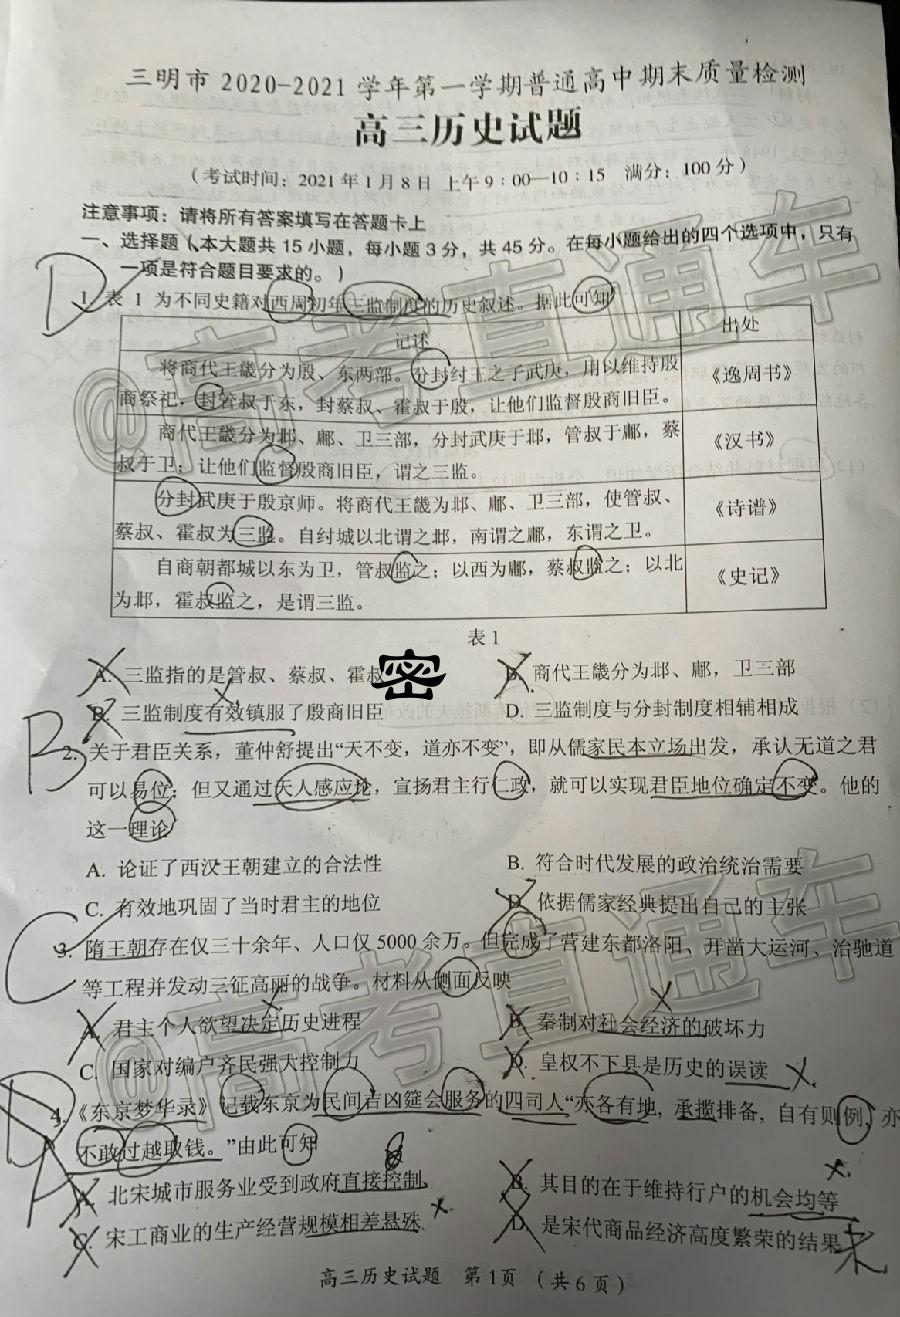 三明市 2020-2021 学年第一学期普通高中期末质量检测
高三历史试题
（考试时间：2021 年 1 月 8 日 上午 9：00—10：15　满分：100 分）
注意事项：请将所有答案填写在答题卡上
一、选择题（本大题共 15 小题，每小题 3 分，共 45 分。在每小题给出的四个选项中，只有
一项是符合题目要求的。）
D
1. 表 1 为不同史籍对西周初年三监制度的历史叙述。据此可知
记述 出处
将商代王畿分为殷、东两部。分封纣王之子武庚，用以维持殷
商祭祀，封管叔于东，封蔡叔、霍叔于殷，让他们监督殷商旧臣。
《逸周书》
商代王畿分为邶、鄘、卫三部，分封武庚于邶，管叔于鄘，蔡
叔于卫；让他们监督殷商旧臣，谓之三监。
《汉书》
分封武庚于殷京师。将商代王畿为邶、鄘、卫三部，使管叔、
蔡叔、霍叔为三监。自纣城以北谓之邶，南谓之鄘，东谓之卫。
《诗谱》
自商朝都城以东为卫，管叔监之；以西为鄘，蔡叔监之；以北
为邶，霍叔监之，是谓三监。
《史记》
表 1
A. 三监指的是管叔、蔡叔、霍叔
密
B. 商代王畿分为邶、鄘，卫三部
三监制度有效镇服了殷商旧臣
D. 三监制度与分封制度相辅相成
B
2. 关于君臣关系，董仲舒提出“天不变，道亦不变”，即从儒家民本立场出发，承认无道之君
可以易位；但又通过天人感应论，宣扬君主行仁政，就可以实现君臣地位确定不变。他的
这一理论
A. 论证了西汉王朝建立的合法性
B. 符合时代发展的政治统治需要
C. 有效地巩固了当时君主的地位
D. 依据儒家经典提出自己的主张
C
3. 隋王朝存在仅三十余年、人口仅 5000 余万。但完成了营建东都洛阳、开凿大运河、治驰道
等工程并发动三征高丽的战争。材料从侧面反映
A. 君主个人欲望决定历史进程
B. 秦制对社会经济的破坏力
C. 国家对编户齐民强大控制力
D. 皇权不下县是历史的误读
A
4. 《东京梦华录》记载东京为民间吉凶筵会服务的四司人“亦各有地，承揽排备，自有则例，亦
不敢过越取钱。”由此可知
A. 北宋城市服务业受到政府直接控制
B. 其目的在于维持行户的机会均等
C. 宋工商业的生产经营规模相差悬殊
D. 是宋代商品经济高度繁荣的结果
未
高三历史试题　第 1 页 （共 6 页）
@高考直通车
@高考直通车